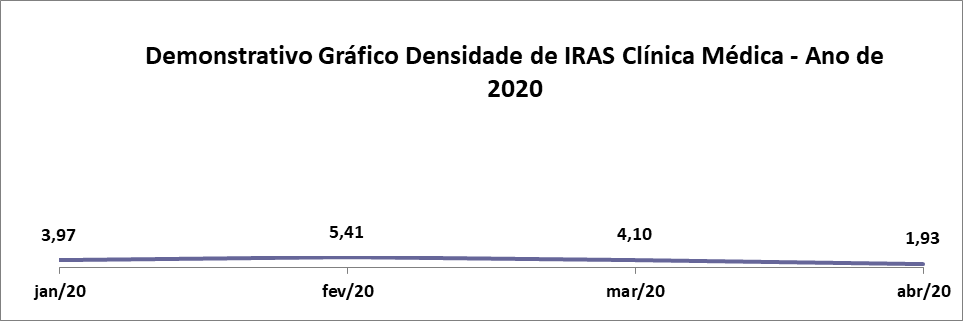 Demonstrativo Gráfico Densidade de IRAS Clínica Médica - Ano de
2020
3,97 5,41 4,10 1,93
jan/20 fev/20 mar/20 abr/20